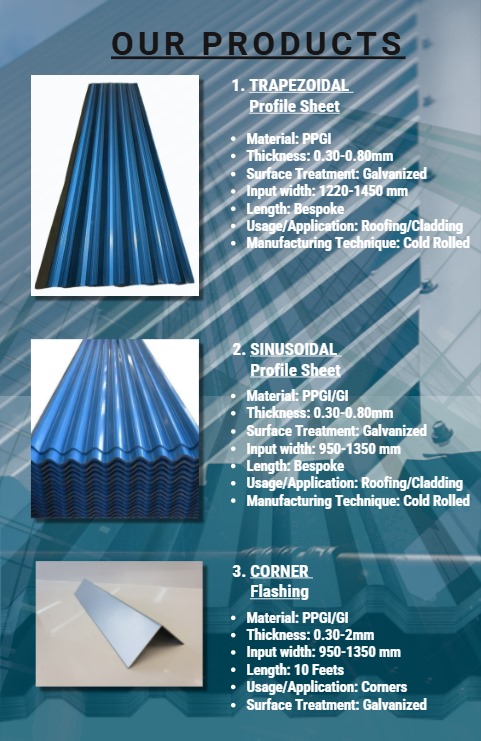 OUR PRODUCTS
1. TRAPEZOIDAL
Profile Sheet
• Material: PPGI
• Thickness: 0.30-0.80mm
• Surface Treatment: Galvanized
• Input width: 1220-1450 mm
• Length: Bespoke
• Usage/Application: Roofing/Cladding
• Manufacturing Technique: Cold Rolled
2. SINUSOIDAL
Profile Sheet
• Material: PPGI/GI
• Thickness: 0.30-0.80mm
• Surface Treatment: Galvanized
• Input width: 950-1350 mm
• Length: Bespoke
• Usage/Application: Roofing/Cladding
• Manufacturing Technique: Cold Rolled
3. CORNER
Flashing
• Material: PPGI/GI
• Thickness: 0.30-2mm
• Input width: 950-1350 mm
• Length: 10 Feets
• Usage/Application: Corners
• Surface Treatment: Galvanized